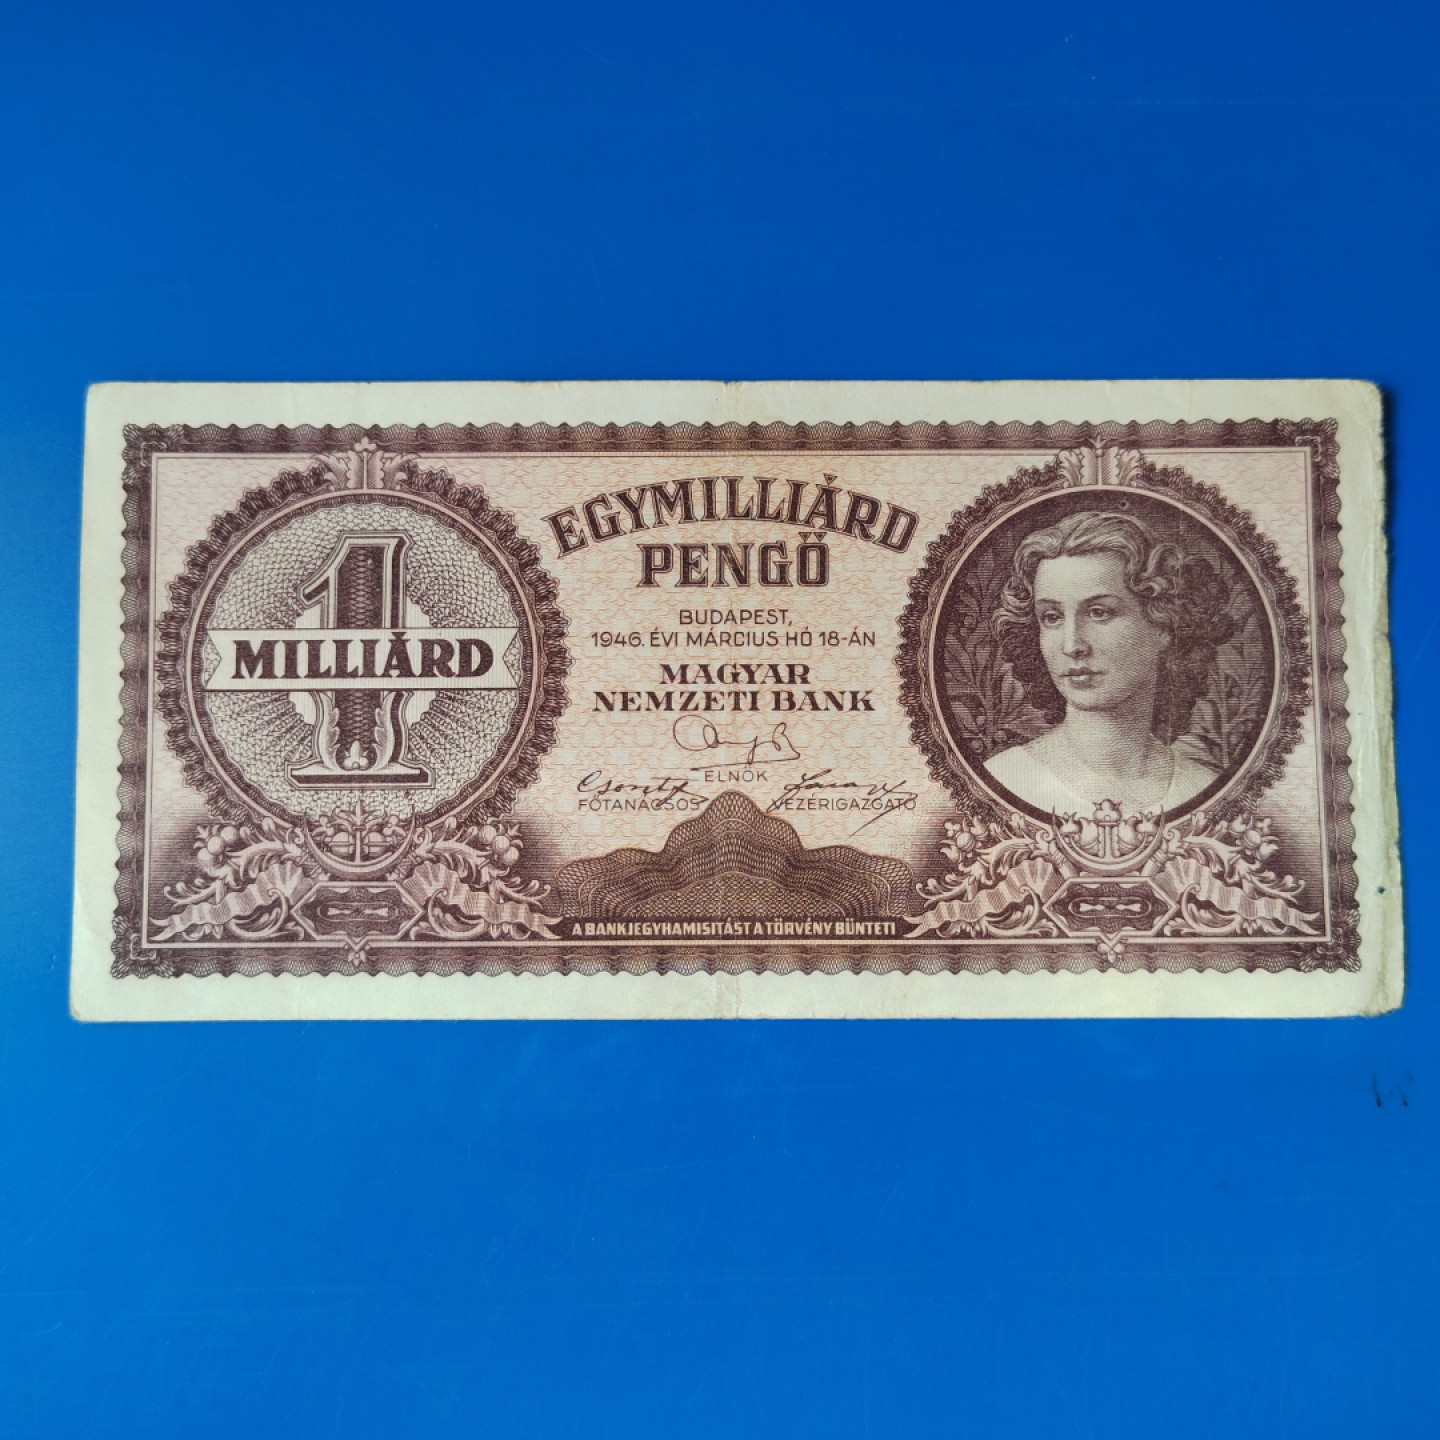 EGYMILLIÁRD
PENGŐ
1
MILLIÁRD
BUDAPEST,
1946. ÉVI MÁRCIUS HÓ 18-ÁN
MAGYAR
NEMZETI BANK
ELNÖK
FŐTANÁCSOS VEZÉRIGAZGATÓ
A BANKJEGYHAMISITÁST A TÖRVÉNY BÜNTETI